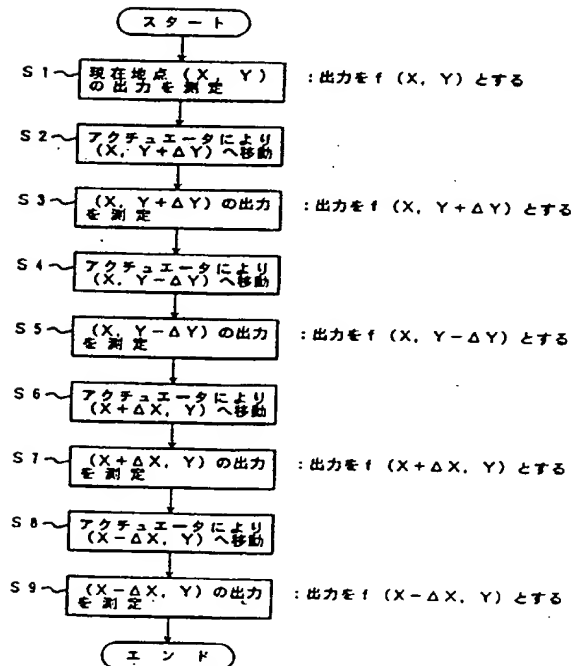 スタート
S1 現在地点 (X, Y) :出力をf (X, Y) とする
の出力を測定
S2 アクチュエータにより
(X, Y+ΔY)へ移動
S3 (X, Y+ΔY) の出力 :出力をf (X, Y+ΔY) とする
を測定
S4 アクチュエータにより
(X, Y-ΔY)へ移動
S5 (X, Y-ΔY) の出力 :出力をf (X, Y-ΔY) とする
を測定
S6 アクチュエータにより
(X+ΔX, Y)へ移動
S7 (X+ΔX, Y) の出力 :出力をf (X+ΔX, Y) とする
を測定
S8 アクチュエータにより
(X-ΔX, Y)へ移動
S9 (X-ΔX, Y) の出力 :出力をf (X-ΔX, Y) とする
を測定
エンド